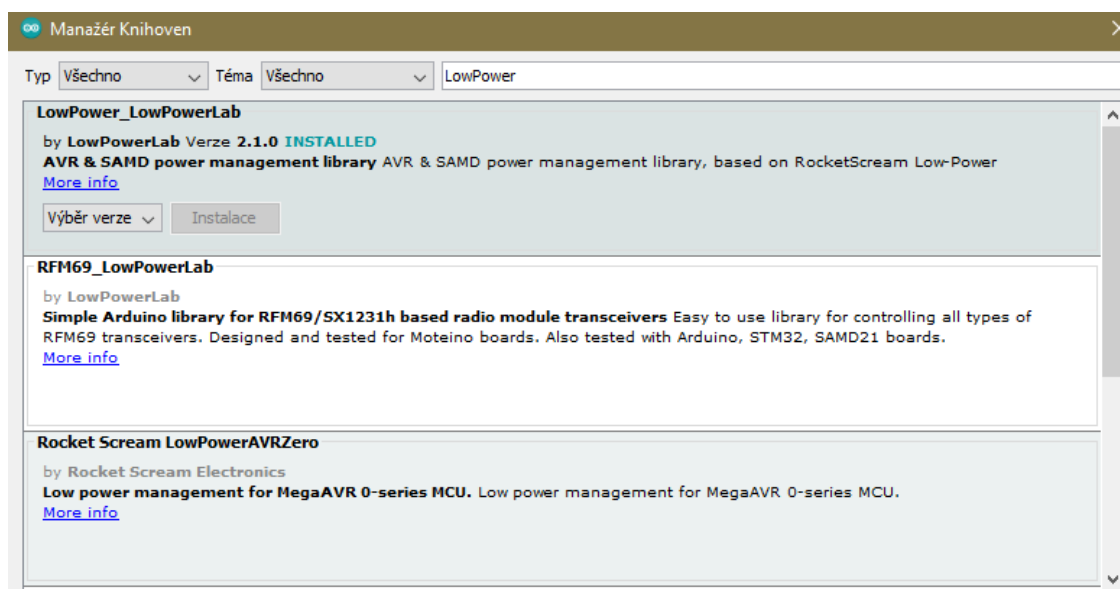 Manažér Knihoven
Typ Všechno Téma Všechno LowPower
LowPower_LowPowerLab
by LowPowerLab Verze 2.1.0 INSTALLED
AVR & SAMD power management library AVR & SAMD power management library, based on RocketScream Low-Power
More info
Výběr verze Instalace
RFM69_LowPowerLab
by LowPowerLab
Simple Arduino library for RFM69/SX1231h based radio module transceivers Easy to use library for controlling all types of
RFM69 transceivers. Designed and tested for Moteino boards. Also tested with Arduino, STM32, SAMD21 boards.
More info
Rocket Scream LowPowerAVRZero
by Rocket Scream Electronics
Low power management for MegaAVR 0-series MCU. Low power management for MegaAVR 0-series MCU.
More info